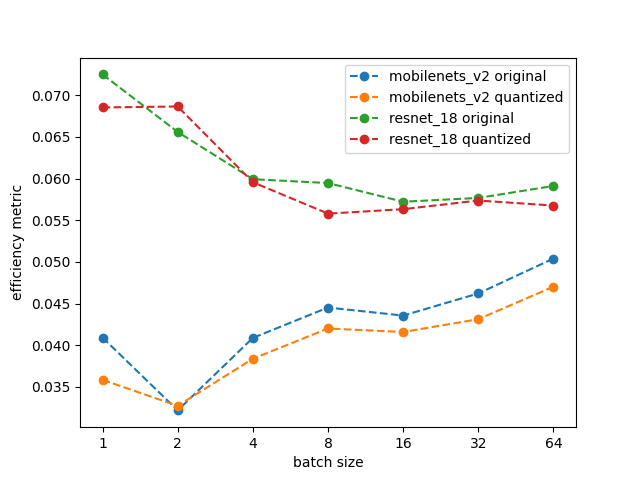 mobilenets_v2 original
mobilenets_v2 quantized
resnet_18 original
resnet_18 quantized
0.070
0.065
0.060
0.055
0.050
0.045
0.040
0.035
efficiency metric
1 2 4 8 16 32 64
batch size